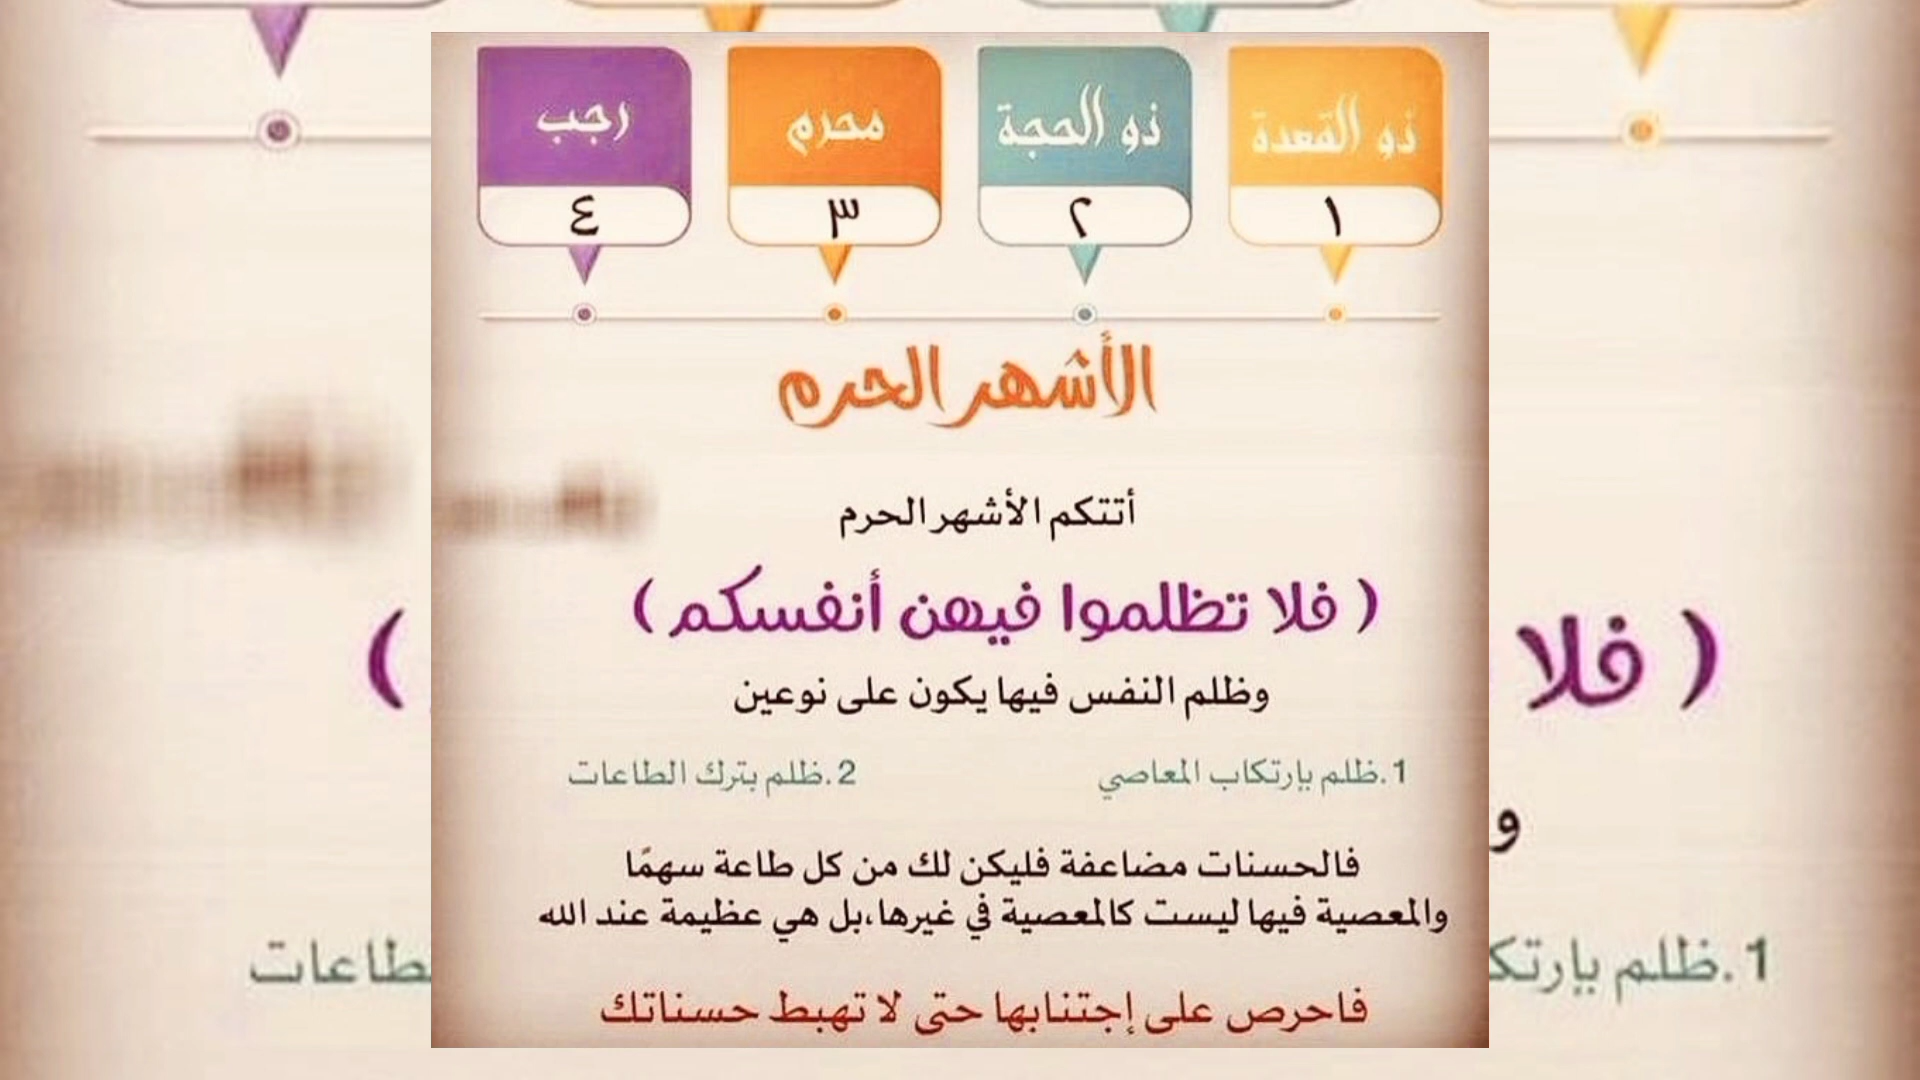 ذو القعدة ذو الحجة محرم رجب
١ ٢ ٣ ٤
الأشهر الحرم
أتتكم الأشهر الحرم
( فلا تظلموا فيهن أنفسكم )
وظلم النفس فيها يكون على نوعين
1.ظلم بإرتكاب المعاصي 2.ظلم بترك الطاعات
فالحسنات مضاعفة فليكن لك من كل طاعة سهمًا
والمعصية فيها ليست كالمعصية في غيرها،بل هي عظيمة عند الله
فاحرص على إجتنابها حتى لا تهبط حسناتك